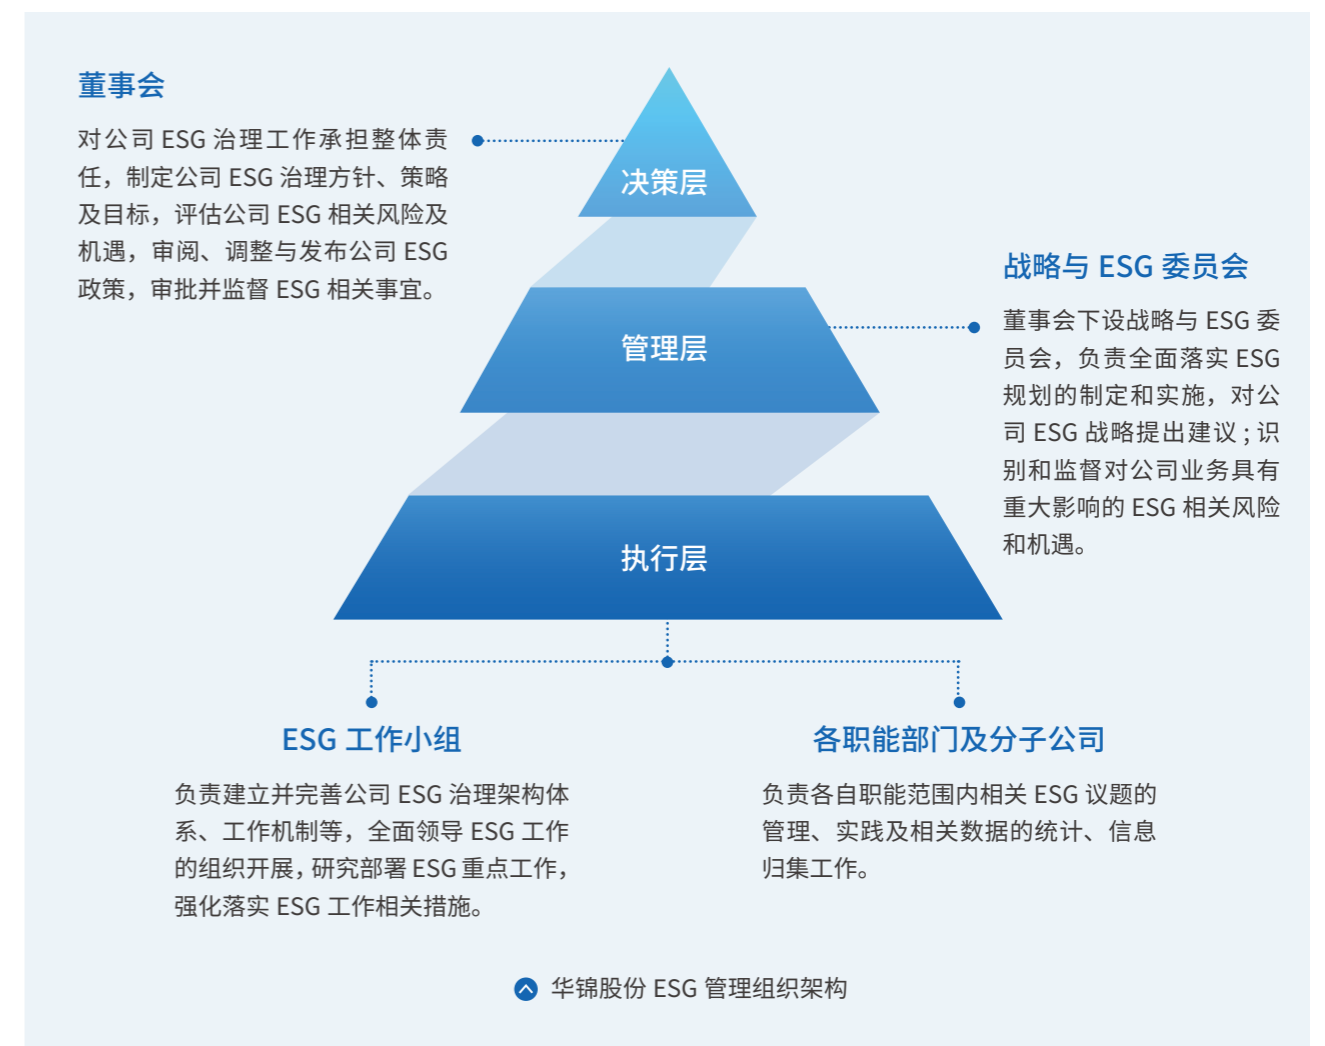 董事会
对公司 ESG 治理工作承担整体责
任，制定公司 ESG 治理方针、策略
及目标，评估公司 ESG 相关风险及
机遇，审阅、调整与发布公司 ESG
政策，审批并监督 ESG 相关事宜。
决策层
战略与 ESG 委员会
董事会下设战略与 ESG 委
员会，负责全面落实 ESG
规划的制定和实施，对公
司 ESG 战略提出建议；识
别和监督对公司业务具有
重大影响的 ESG 相关风险
和机遇。
管理层
执行层
ESG 工作小组
负责建立并完善公司 ESG 治理架构体
系、工作机制等，全面领导 ESG 工作
的组织开展，研究部署 ESG 重点工作，
强化落实 ESG 工作相关措施。
各职能部门及分子公司
负责各自职能范围内相关 ESG 议题的
管理、实践及相关数据的统计、信息
归集工作。
华锦股份 ESG 管理组织架构